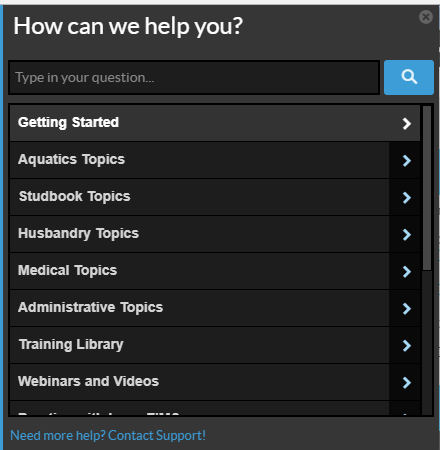 How can we help you?
Type in your question...
Getting Started
Aquatics Topics
Studbook Topics
Husbandry Topics
Medical Topics
Administrative Topics
Training Library
Webinars and Videos
Need more help? Contact Support!